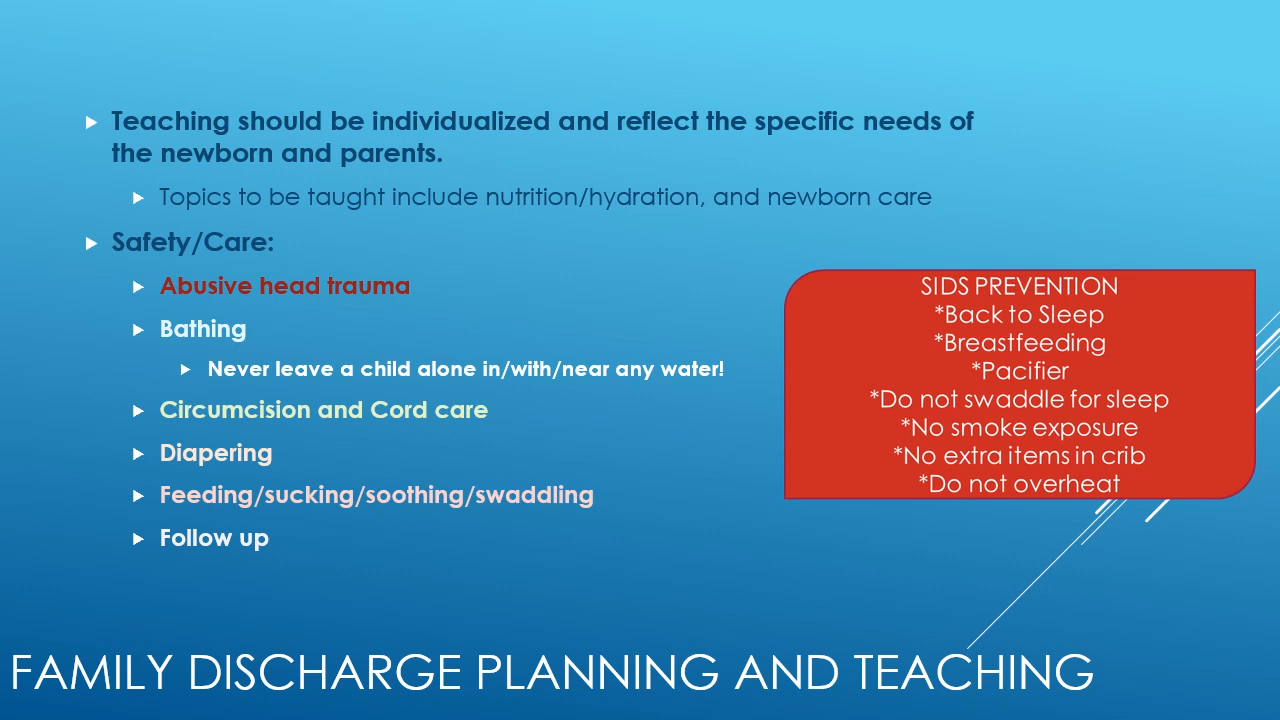 Teaching should be individualized and reflect the specific needs of
the newborn and parents.
Topics to be taught include nutrition/hydration, and newborn care
Safety/Care:
Abusive head trauma
Bathing
Never leave a child alone in/with/near any water!
Circumcision and Cord care
Diapering
Feeding/sucking/soothing/swaddling
Follow up
SIDS PREVENTION
*Back to Sleep
*Breastfeeding
*Pacifier
*Do not swaddle for sleep
*No smoke exposure
*No extra items in crib
*Do not overheat
FAMILY DISCHARGE PLANNING AND TEACHING